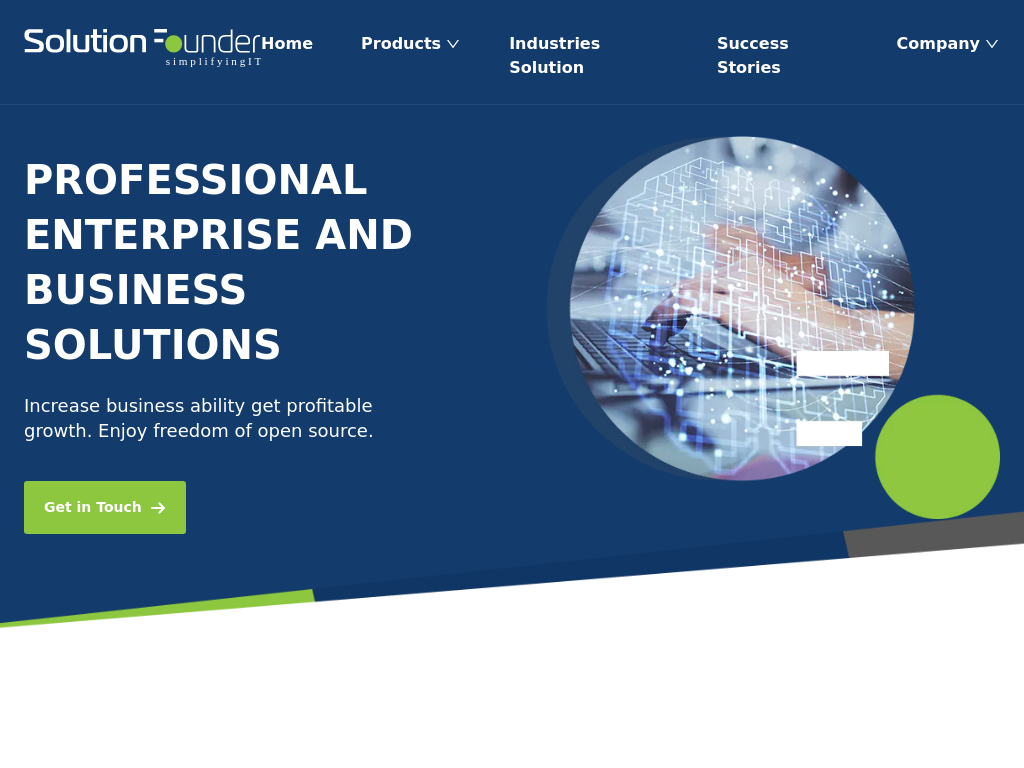 Solution Founder
simplifyingIT
Home
Products
Industries
Solution
Success
Stories
Company
PROFESSIONAL
ENTERPRISE AND
BUSINESS
SOLUTIONS
Increase business ability get profitable
growth. Enjoy freedom of open source.
Get in Touch